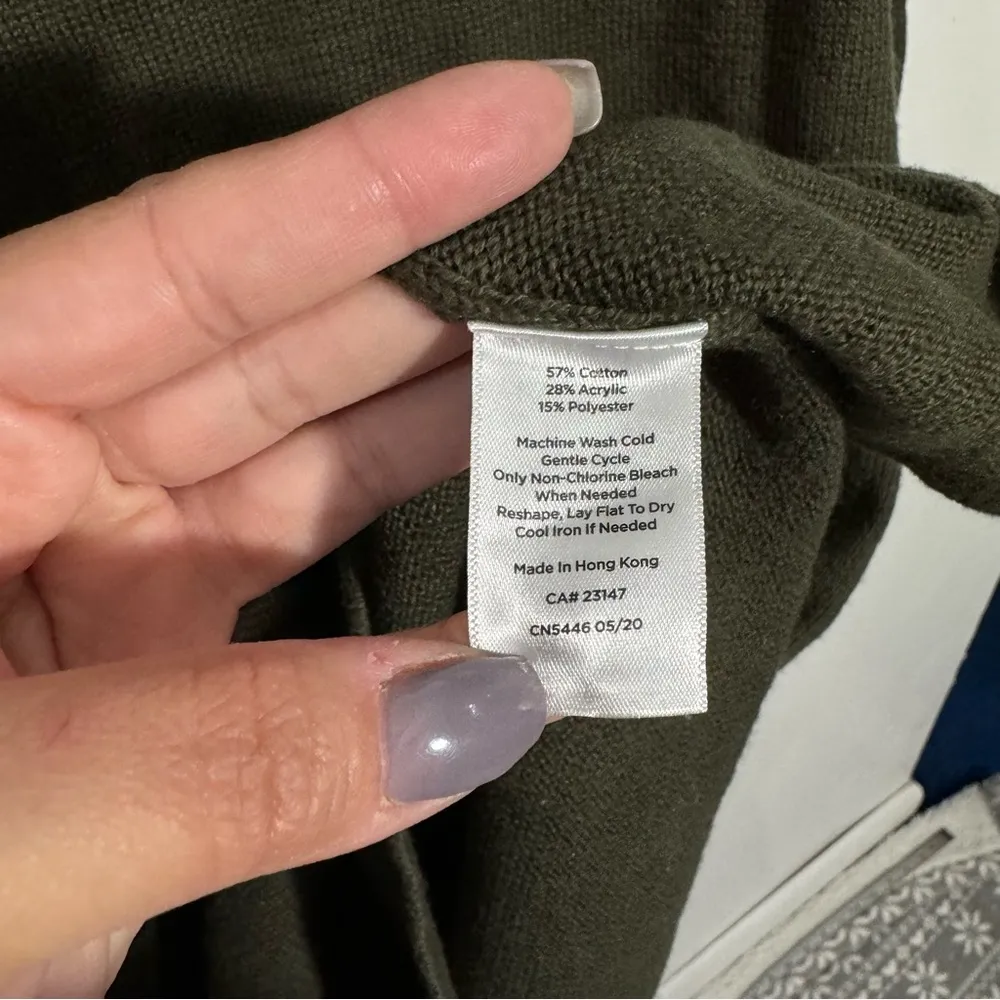 57% Cotton
28% Acrylic
15% Polyester
Machine Wash Cold
Gentle Cycle
Only Non-Chlorine Bleach
When Needed
Reshape, Lay Flat To Dry
Cool Iron If Needed
Made In Hong Kong
CA# 23147
CN5446 05/20